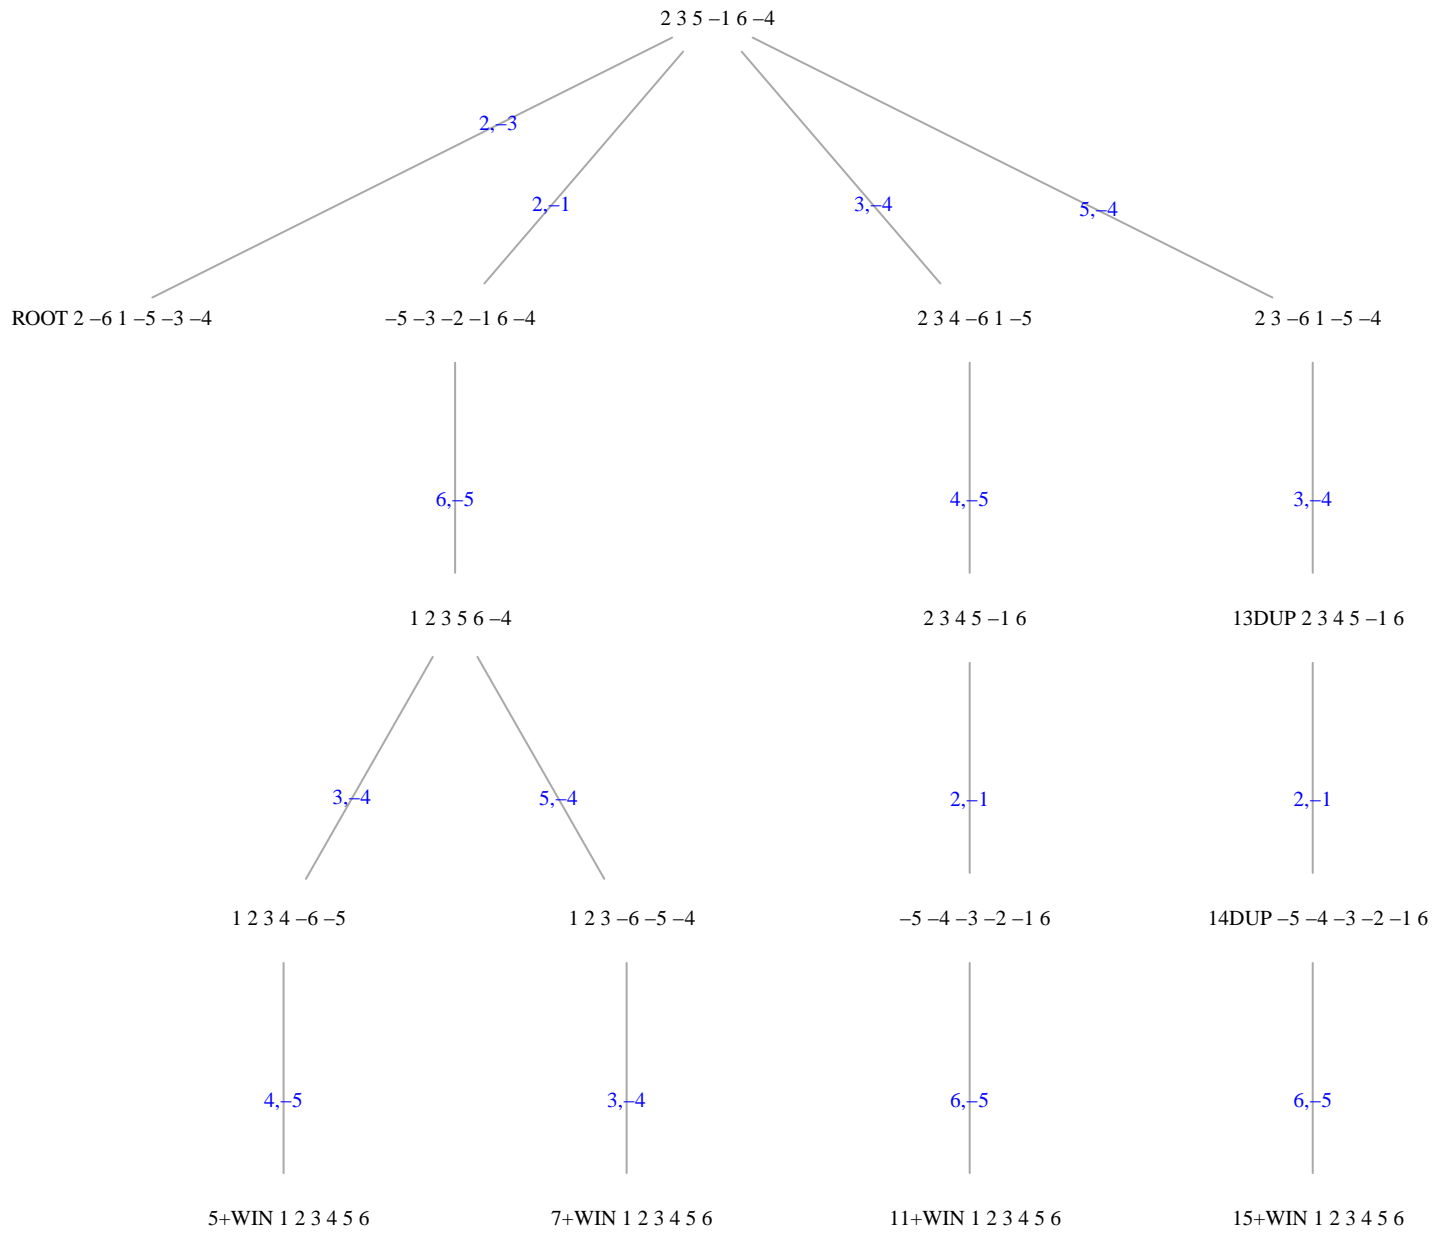 2 3 5 –1 6 –4
2,–3
2,–1
3,–4
5,–4
ROOT 2 –6 1 –5 –3 –4
–5 –3 –2 –1 6 –4
2 3 4 –6 1 –5
2 3 –6 1 –5 –4
6,–5
4,–5
3,–4
1 2 3 5 6 –4
2 3 4 5 –1 6
13DUP 2 3 4 5 –1 6
3,–4
5,–4
2,–1
2,–1
1 2 3 4 –6 –5
1 2 3 –6 –5 –4
–5 –4 –3 –2 –1 6
14DUP –5 –4 –3 –2 –1 6
4,–5
3,–4
6,–5
6,–5
5+WIN 1 2 3 4 5 6
7+WIN 1 2 3 4 5 6
11+WIN 1 2 3 4 5 6
15+WIN 1 2 3 4 5 6